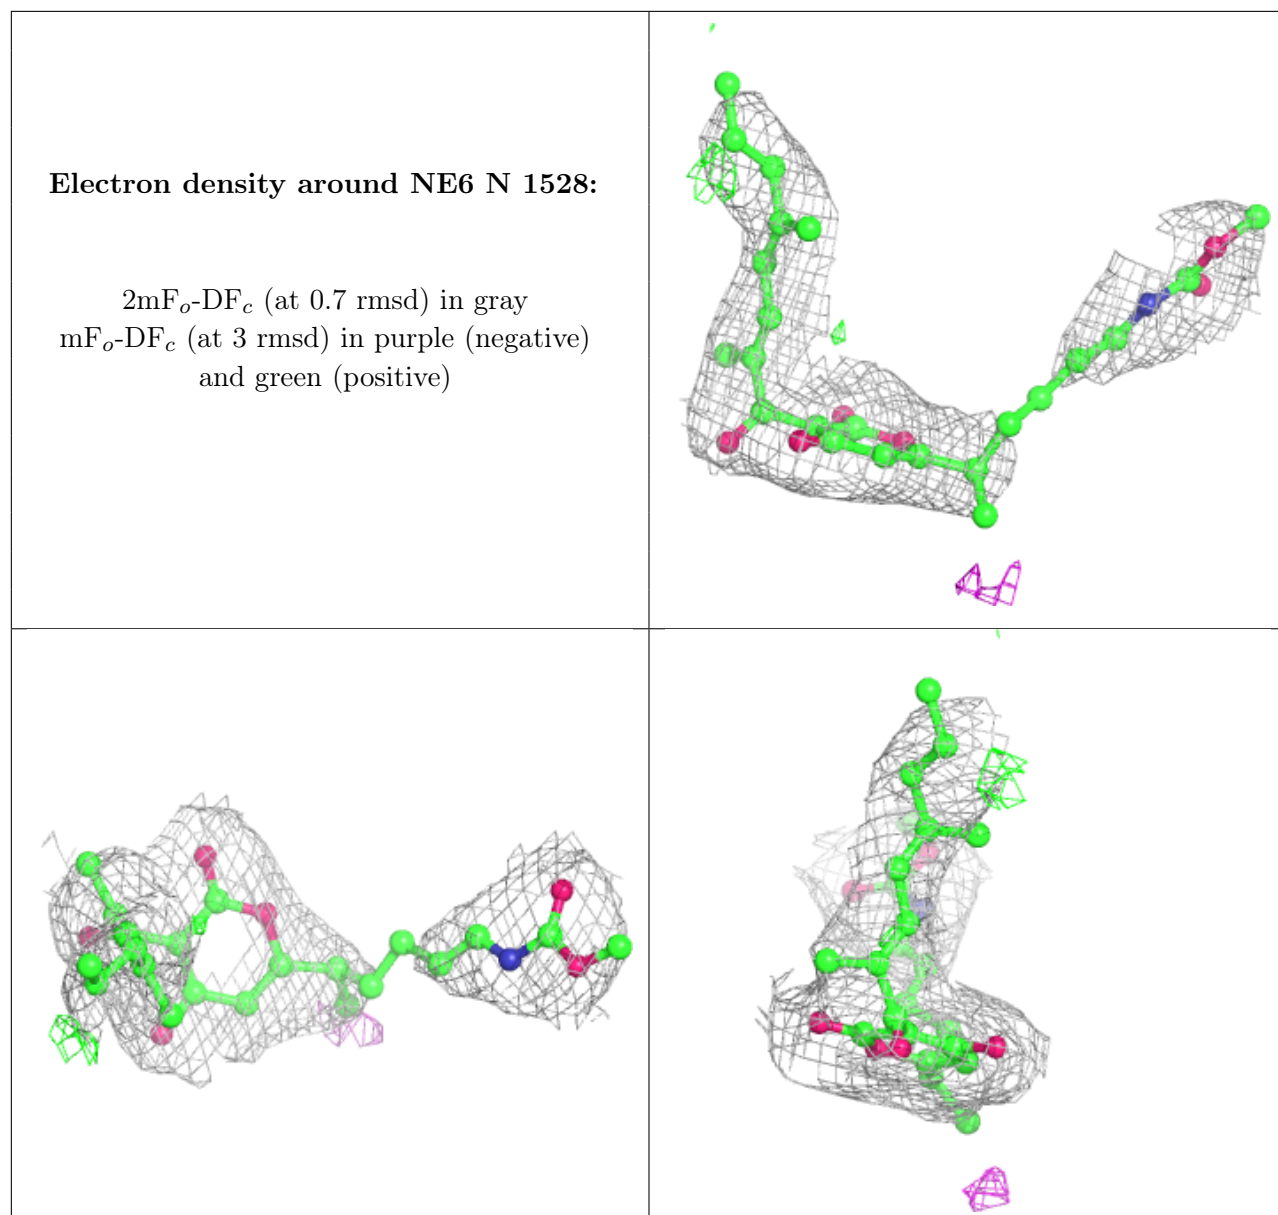 Electron density around NE6 N 1528:
2mFo-DFc (at 0.7 rmsd) in gray
mFo-DFc (at 3 rmsd) in purple (negative)
and green (positive)